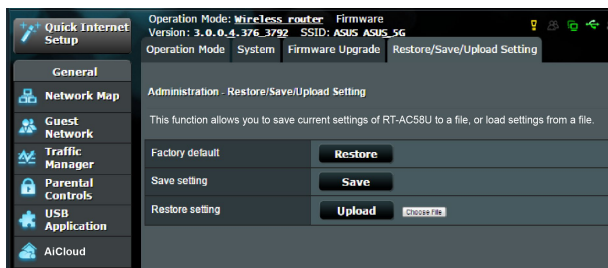 Quick Internet
Setup
Operation Mode: Wireless router Firmware
Version: 3.0.0.4.376_3792 SSID: ASUS ASUS_5G
Operation Mode System Firmware Upgrade Restore/Save/Upload Setting
General
Network Map
Guest
Network
Traffic
Manager
Parental
Controls
USB
Application
AiCloud
Administration - Restore/Save/Upload Setting
This function allows you to save current settings of RT-AC58U to a file, or load settings from a file.
Factory default Restore
Save setting Save
Restore setting Upload Choose File